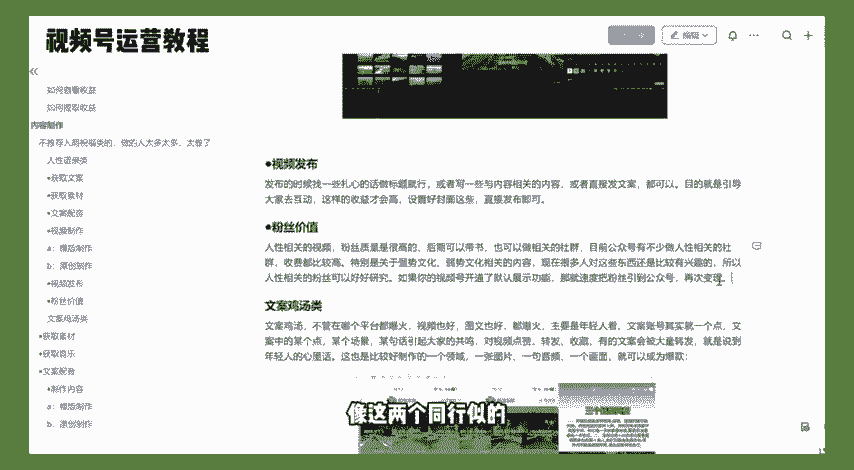 视频号运营教程
编辑
如何查看收益
如何提取收益
内容制作
不推荐大热视频类的，做的人太多太多，太卷了
人性道家类
•获取文案
•获取素材
•文案配音
•视频制作
a：模板制作
b：原创制作
•视频发布
•粉丝价值
文案鸡汤类
•获取素材
•获取音乐
•文案配音
•制作内容
a：模板制作
b：原创制作
•视频发布
发布的时候找一些扎心的话做标题就行，或者写一些与内容相关的内容，或者直接发文案，都可以。目的就是引导
大家去互动，这样的收益才会高，设置好封面这些，直接发布即可。
•粉丝价值
人性相关的视频，粉丝质量是很高的，后期可以带书，也可以做相关的社群，目前公众号有不少做人性相关的社
群，收费都比较高。特别是关于强势文化、弱势文化相关的内容，现在很多人对这些东西还是比较有兴趣的，所以
人性相关的粉丝可以好好研究。如果你的视频号开通了默认展示功能，那就速度把粉丝引到公众号，再次变现。
文案鸡汤类
文案鸡汤，不管在哪个平台都爆火，视频也好，图文也好，都爆火，主要是年轻人看，文案账号其实就一个点，文
案中的某个点，某个场景，某句话引起大家的共鸣，对视频点赞、转发、收藏，有的文案会被大量转发，就是说到
年轻人的心里话。这也是比较好制作的一个领域，一张图片、一句音频、一个画面，就可以成为爆款：
像这两个同行似的